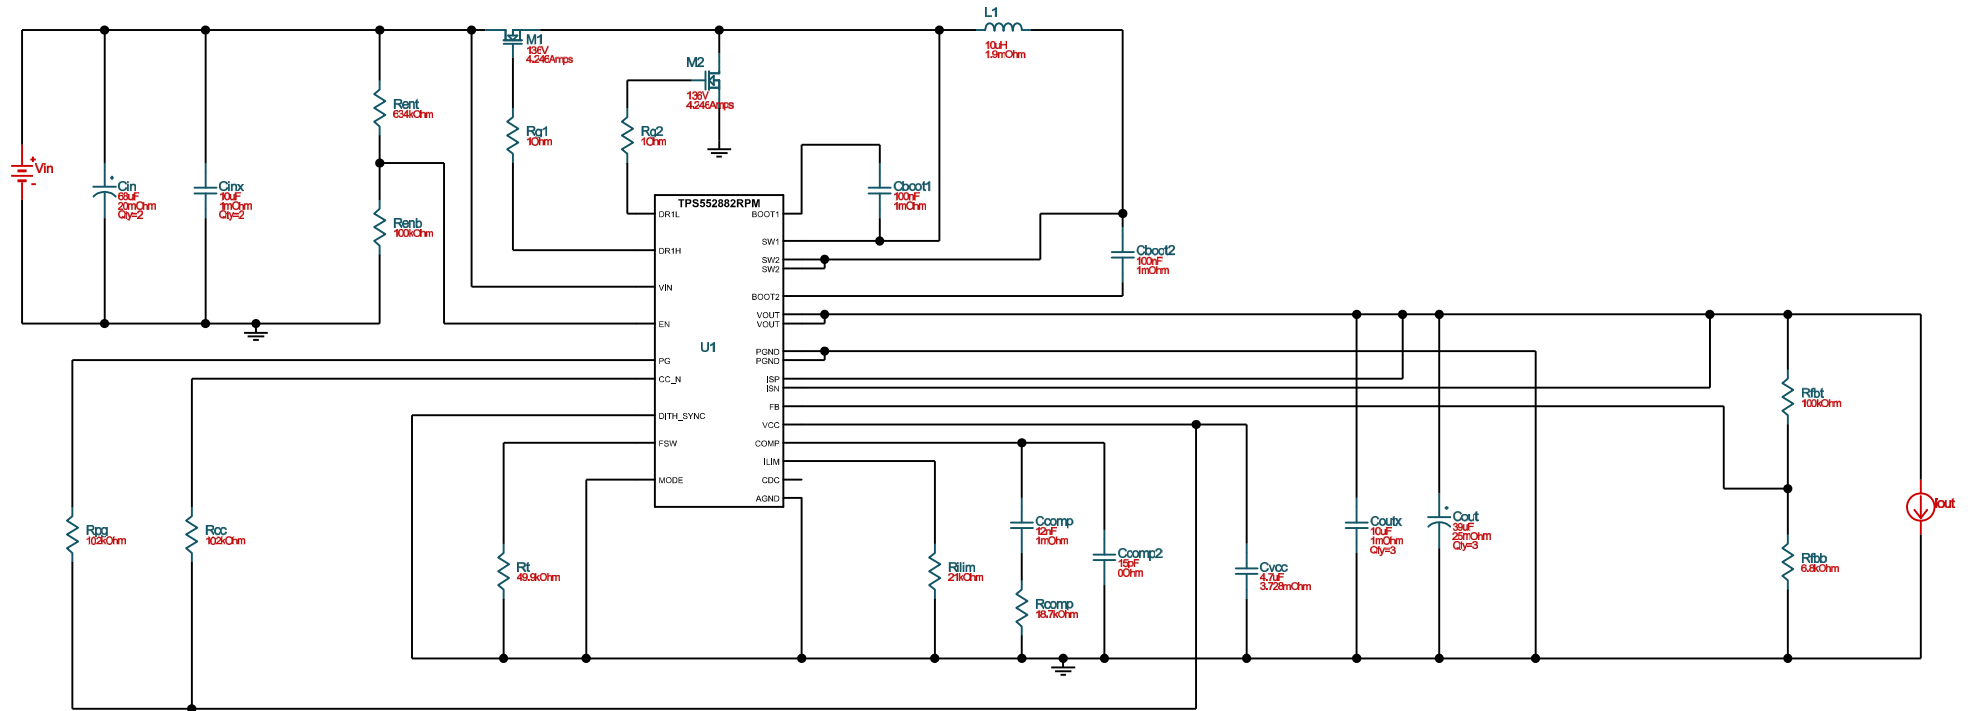 L1
10uH
1.9mOhm
M1
136V
4.246Amps
M2
136V
4.246Amps
Rent
634kOhm
Rg1
1Ohm
Rg2
1Ohm
Vin
Cin
68uF
20mOhm
Qty=2
Cinx
10uF
1mOhm
Qty=2
Renb
100kOhm
Cboot1
100nF
1mOhm
Cboot2
100nF
1mOhm
TPS552882RPM
DR1L
DR1H
VIN
EN
PG
CC_N
DITH_SYNC
FSW
MODE
U1
BOOT1
SW1
SW2
SW2
BOOT2
VOUT
VOUT
PGND
PGND
ISP
ISN
FB
VCC
COMP
ILIM
CDC
AGND
Rfbt
100kOhm
Iout
Rpg
102kOhm
Rcc
102kOhm
Rt
49.9kOhm
Rilim
21kOhm
Ccomp
12nF
1mOhm
Rcomp
18.7kOhm
Ccomp2
15pF
0Ohm
Cvcc
4.7uF
3.728mOhm
Coutx
10uF
1mOhm
Qty=3
Cout
39uF
25mOhm
Qty=3
Rfbb
6.8kOhm